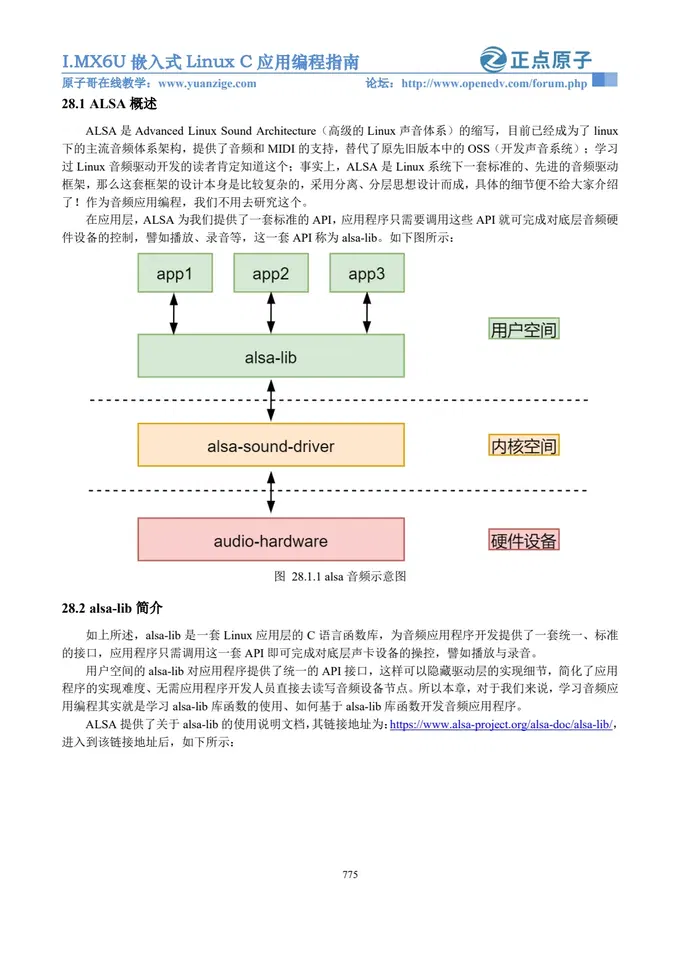 I.MX6U 嵌入式 Linux C 应用编程指南
正点原子
原子哥在线教学：www.yuanzige.com
论坛：http://www.openedv.com/forum.php
28.1 ALSA 概述
ALSA 是 Advanced Linux Sound Architecture（高级的 Linux 声音体系）的缩写，目前已经成为了 linux
下的主流音频体系架构，提供了音频和 MIDI 的支持，替代了原先旧版本中的 OSS（开发声音系统）；学习
过 Linux 音频驱动开发的读者肯定知道这个；事实上，ALSA 是 Linux 系统下一套标准的、先进的音频驱动
框架，那么这套框架的设计本身是比较复杂的，采用分离、分层思想设计而成，具体的细节便不给大家介绍
了！作为音频应用编程，我们不用去研究这个。
在应用层，ALSA 为我们提供了一套标准的 API，应用程序只需要调用这些 API 就可完成对底层音频硬
件设备的控制，譬如播放、录音等，这一套 API 称为 alsa-lib。如下图所示：
app1
app2
app3
用户空间
alsa-lib
alsa-sound-driver
内核空间
audio-hardware
硬件设备
图 28.1.1 alsa 音频示意图
28.2 alsa-lib 简介
如上所述，alsa-lib 是一套 Linux 应用层的 C 语言函数库，为音频应用程序开发提供了一套统一、标准
的接口，应用程序只需调用这一套 API 即可完成对底层声卡设备的操控，譬如播放与录音。
用户空间的 alsa-lib 对应用程序提供了统一的 API 接口，这样可以隐藏驱动层的实现细节，简化了应用
程序的实现难度、无需应用程序开发人员直接去读写音频设备节点。所以本章，对于我们来说，学习音频应
用编程其实就是学习 alsa-lib 库函数的使用、如何基于 alsa-lib 库函数开发音频应用程序。
ALSA 提供了关于 alsa-lib 的使用说明文档，其链接地址为：https://www.alsa-project.org/alsa-doc/alsa-lib/，
进入到该链接地址后，如下所示：
775